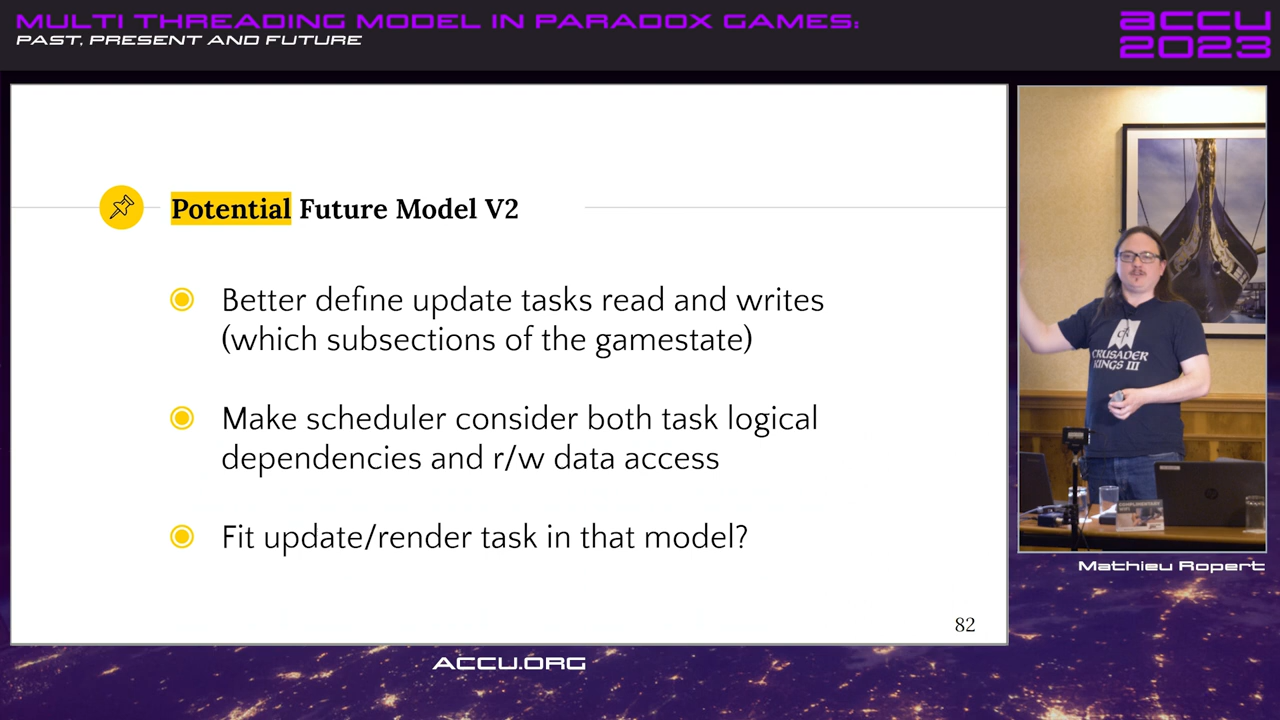 MULTI THREADING MODEL IN PARADOX GAMES:
PAST, PRESENT AND FUTURE
ACCU
2023
Potential Future Model V2
Better define update tasks read and writes
(which subsections of the gamestate)
Make scheduler consider both task logical
dependencies and r/w data access
Fit update/render task in that model?
82
CRUSADER
KINGS III
Mathieu Ropert
ACCU.ORG